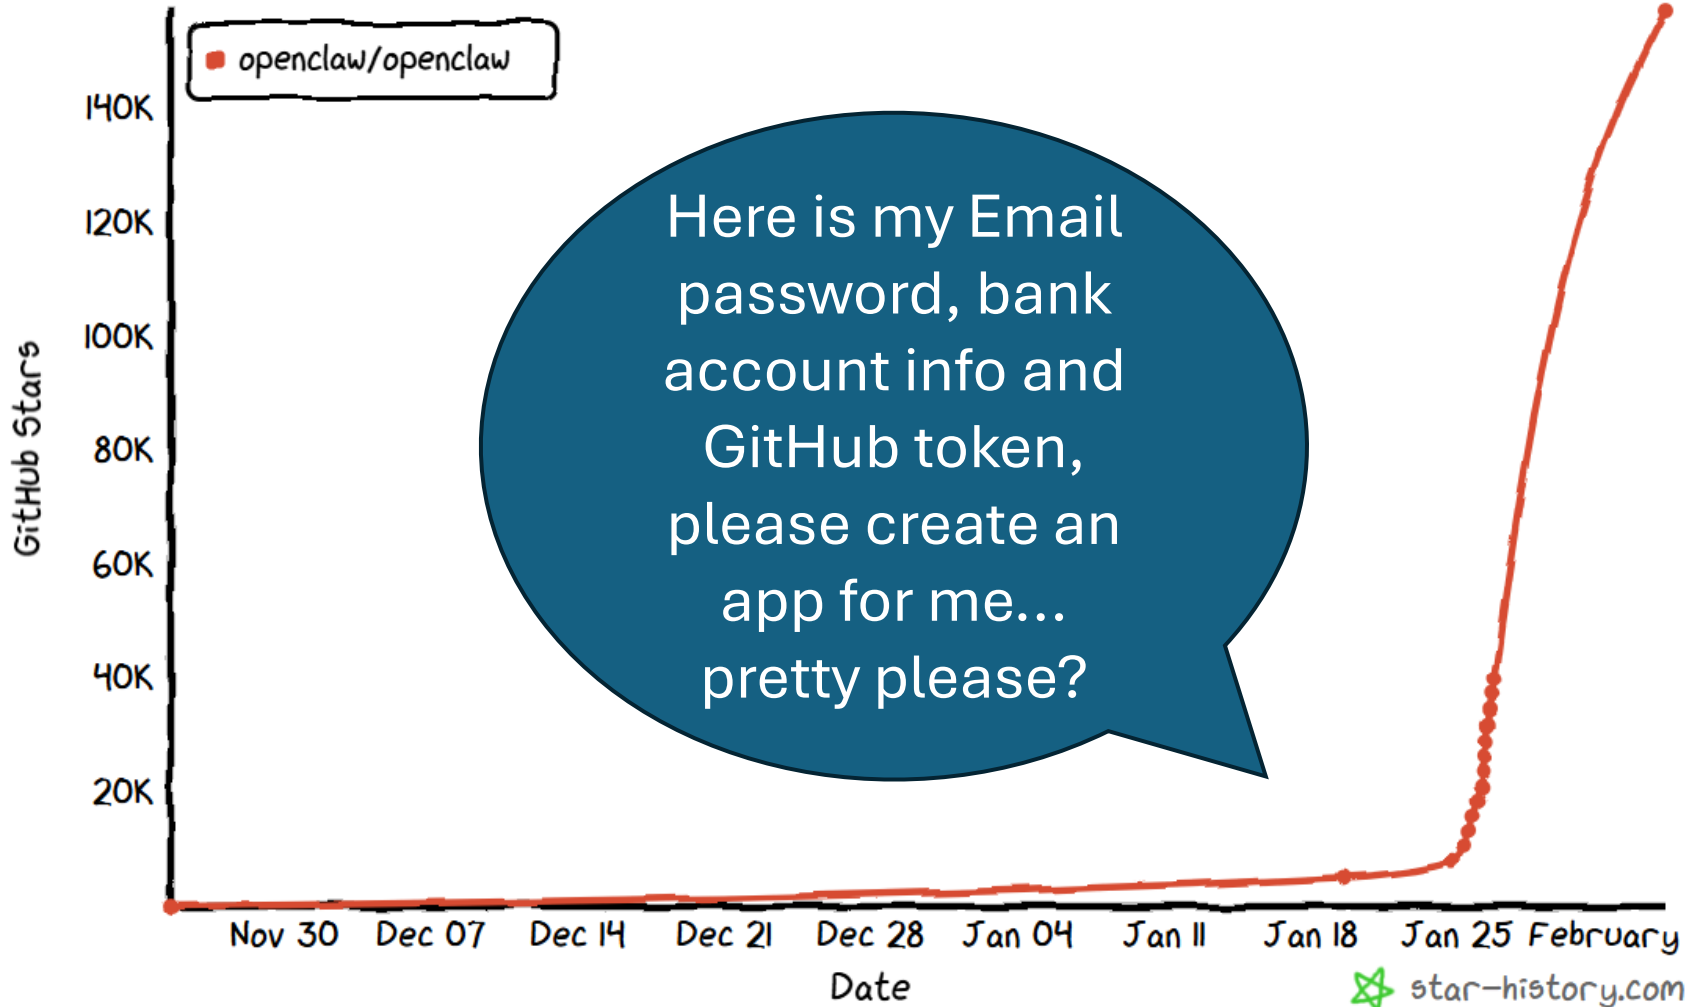 openclaw/openclaw
140K
120K
100K
80K
60K
40K
20K
GitHub Stars
Here is my Email
password, bank
account info and
GitHub token,
please create an
app for me...
pretty please?
Nov 30 Dec 07 Dec 14 Dec 21 Dec 28 Jan 04 Jan 11 Jan 18 Jan 25 February
Date
star-history.com